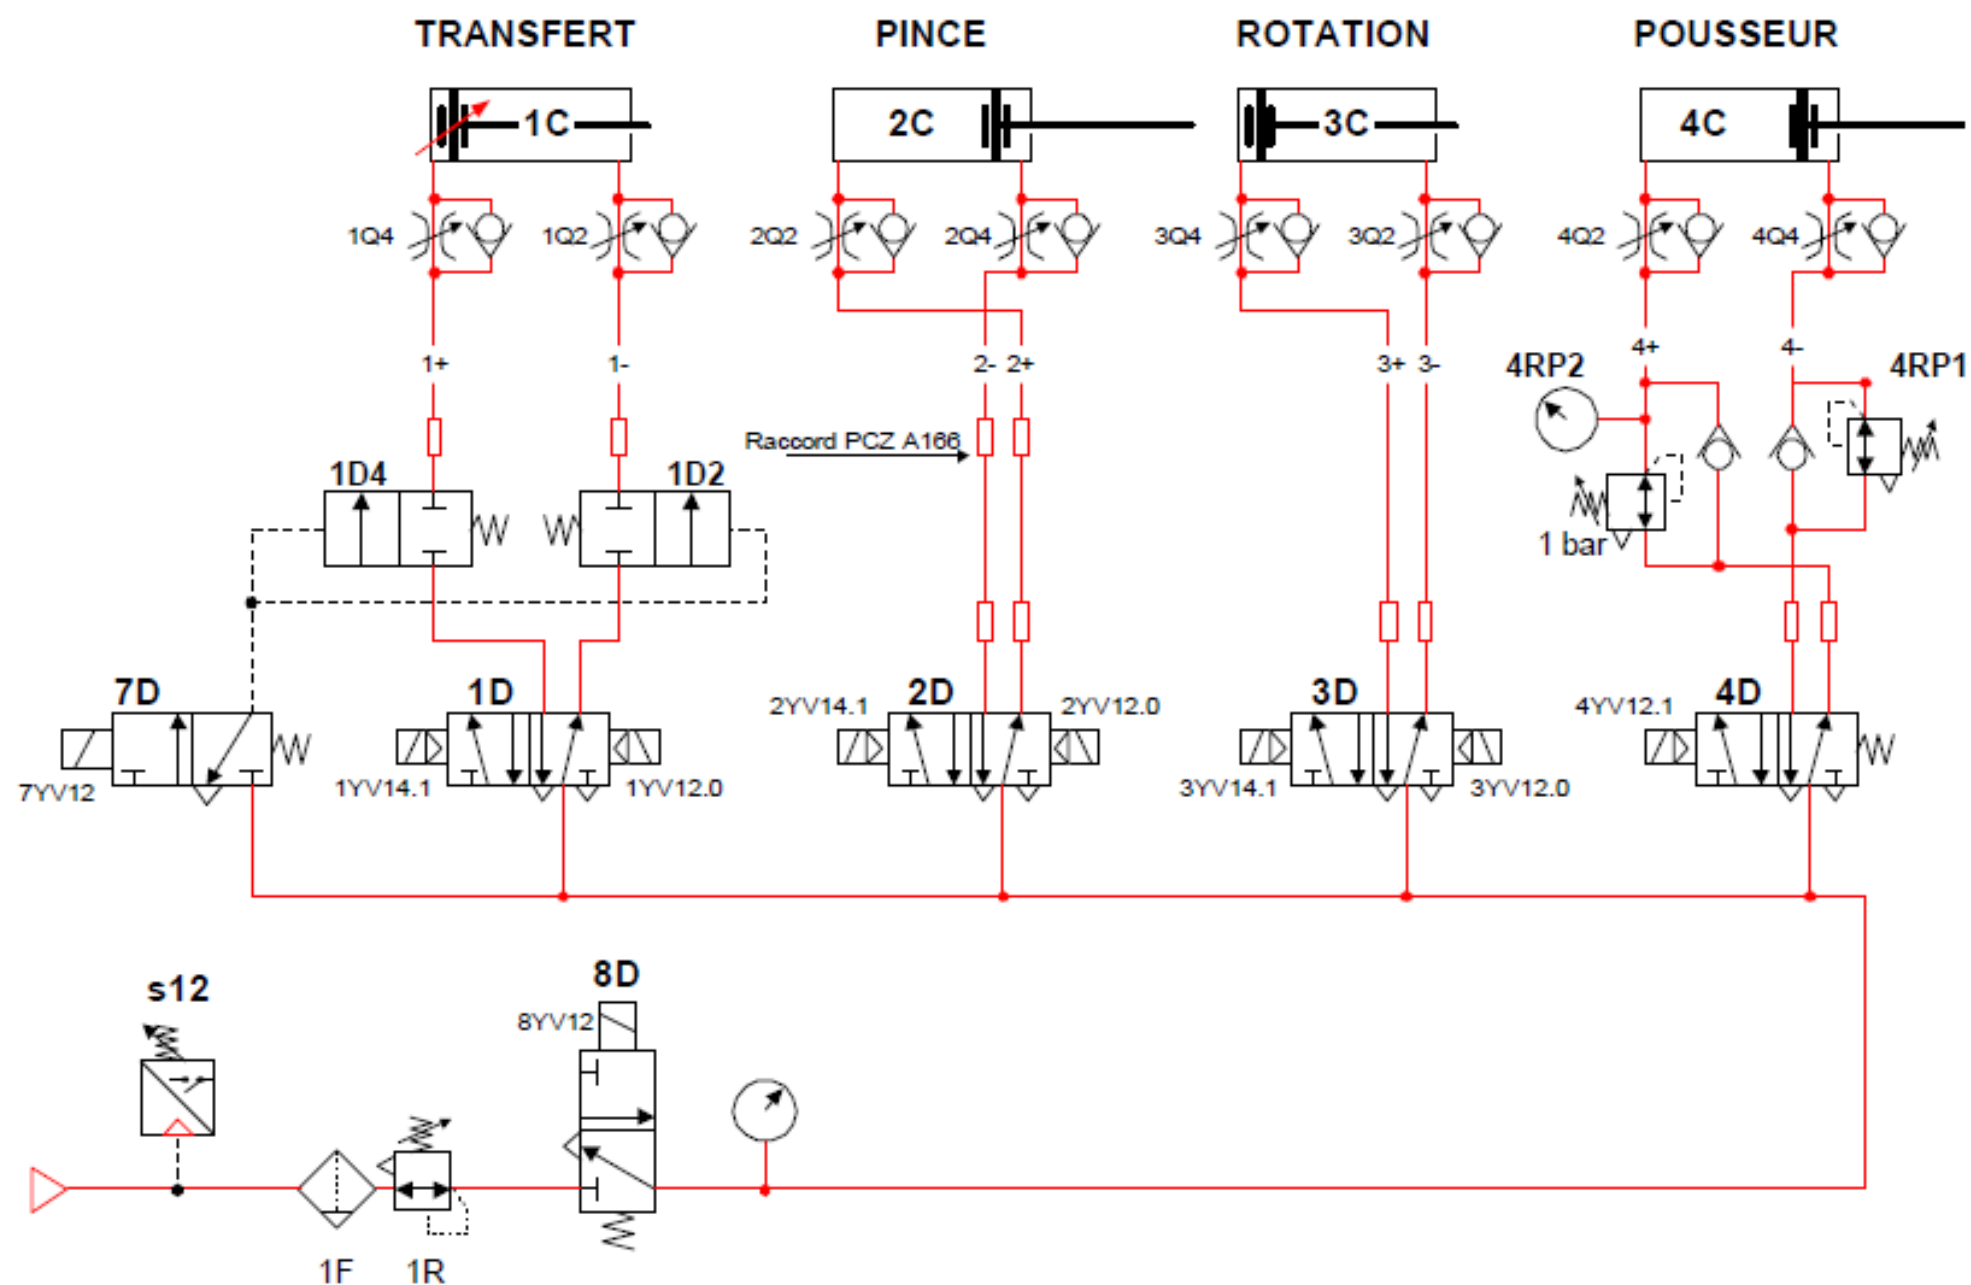 TRANSFERT PINCE ROTATION POUSSEUR
1C 2C 3C 4C
1Q4 1Q2 2Q2 2Q4 3Q4 3Q2 4Q2 4Q4
1+ 1- 2- 2+ 3+ 3- 4+ 4-
4RP2 4RP1
Raccord PCZ A166
1D4 1D2
1 bar
7D 1D 2D 3D 4D
2YV14.1 2YV12.0 4YV12.1
7YV12 1YV14.1 1YV12.0 3YV14.1 3YV12.0
s12 8D
8YV12
1F 1R